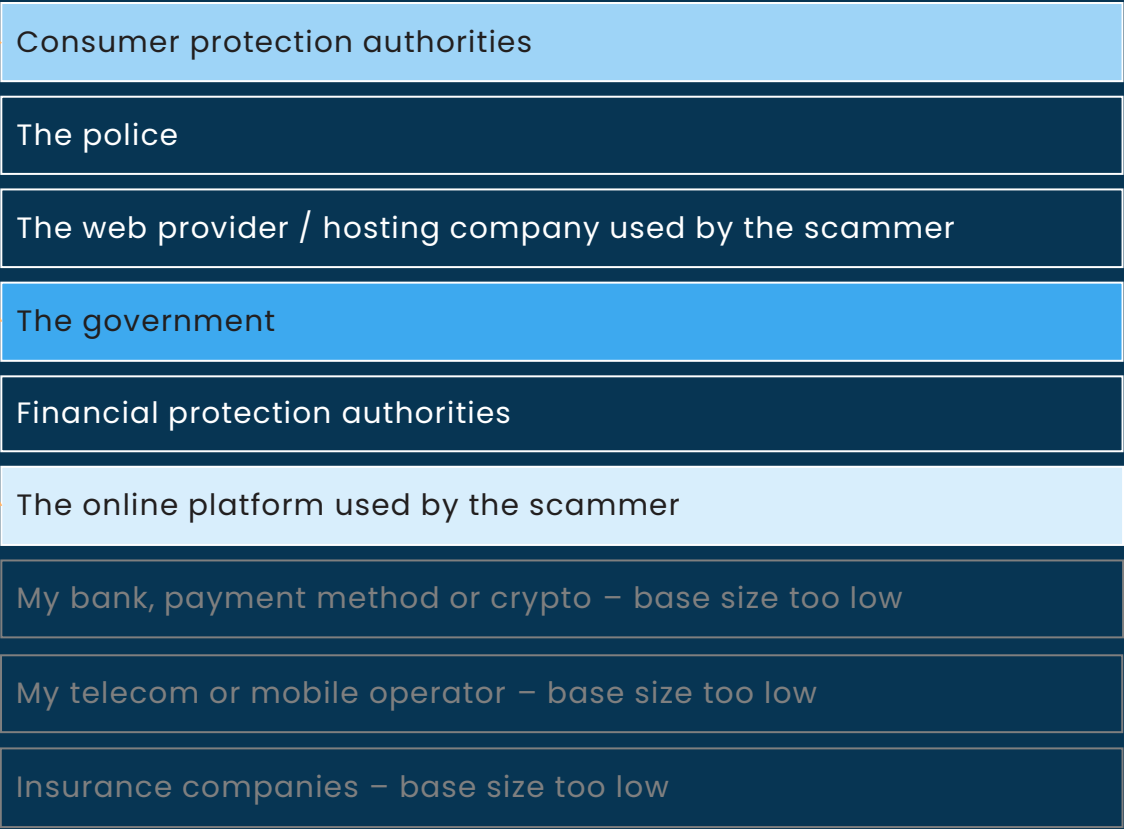 Consumer protection authorities
The police
The web provider / hosting company used by the scammer
The government
Financial protection authorities
The online platform used by the scammer
My bank, payment method or crypto – base size too low
My telecom or mobile operator – base size too low
Insurance companies – base size too low